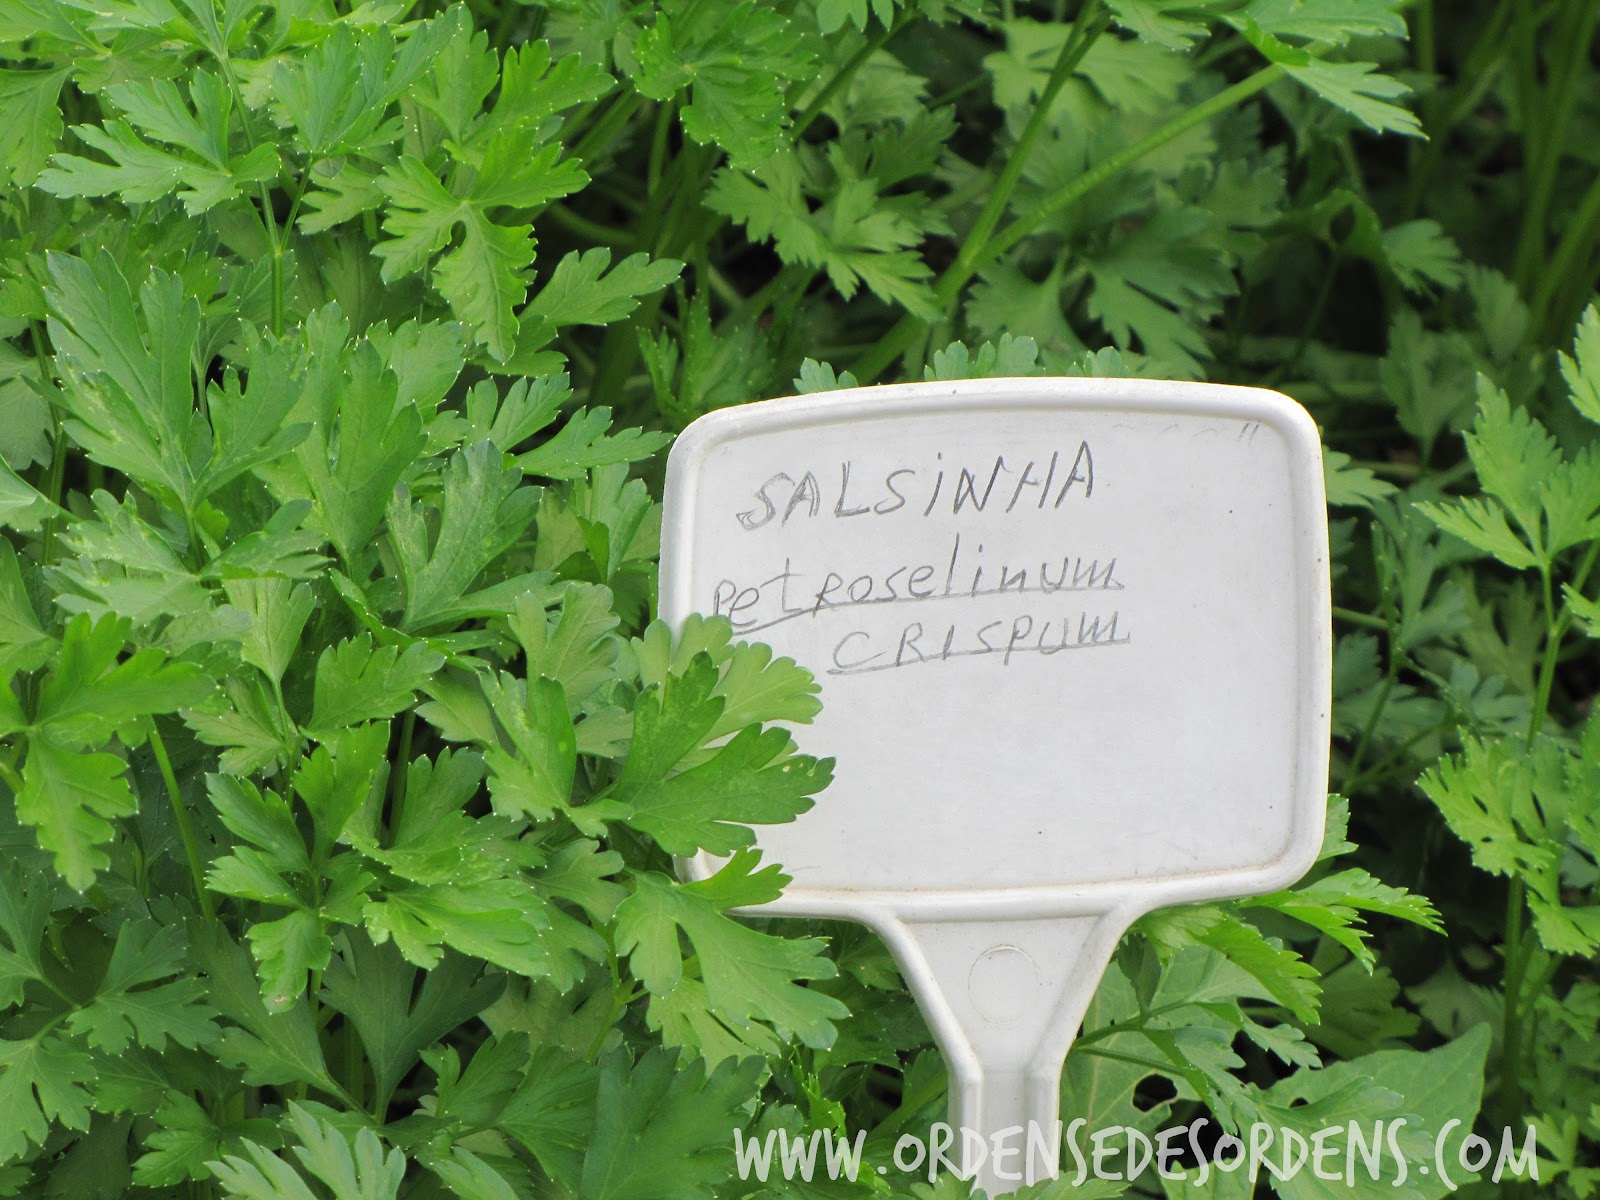 SALSiNHA
Petroselinum
CRISPUM
WWW.ORDENSEDESORDENS.COM